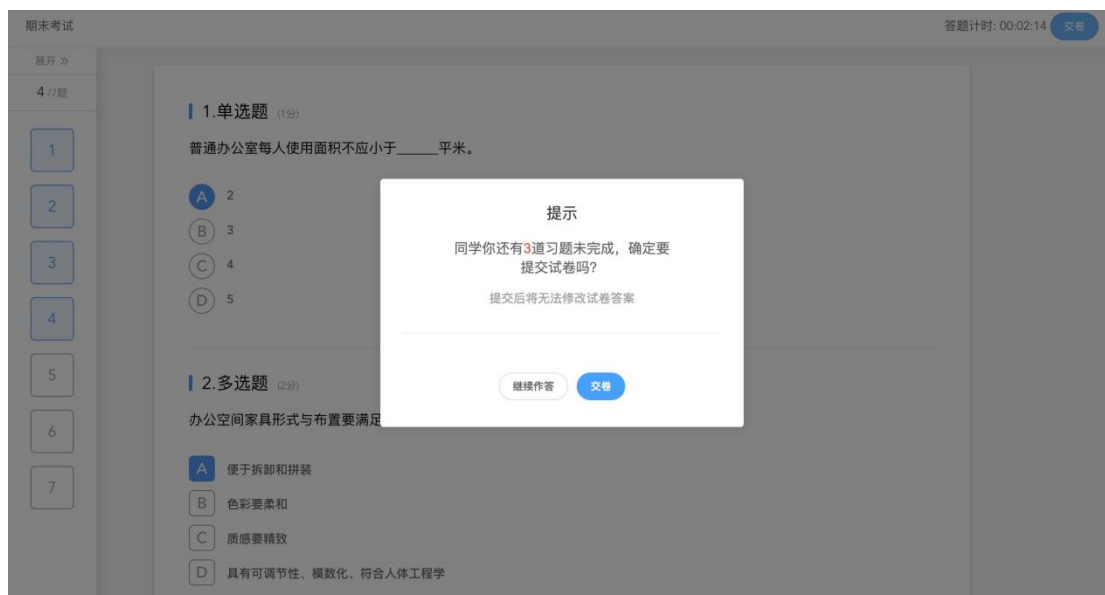 期末考试
答题计时: 00:02:14 交卷
展开 »
4 /7题
1
2
3
4
5
6
7
1.单选题 (1分)
普通办公室每人使用面积不应小于______平米。
A 2
B 3
C 4
D 5
2.多选题 (2分)
办公空间家具形式与布置要满足
A 便于拆卸和拼装
B 色彩要柔和
C 质感要精致
D 具有可调节性、模数化、符合人体工程学
提示
同学你还有3道习题未完成，确定要
提交试卷吗?
提交后将无法修改试卷答案
继续作答 交卷